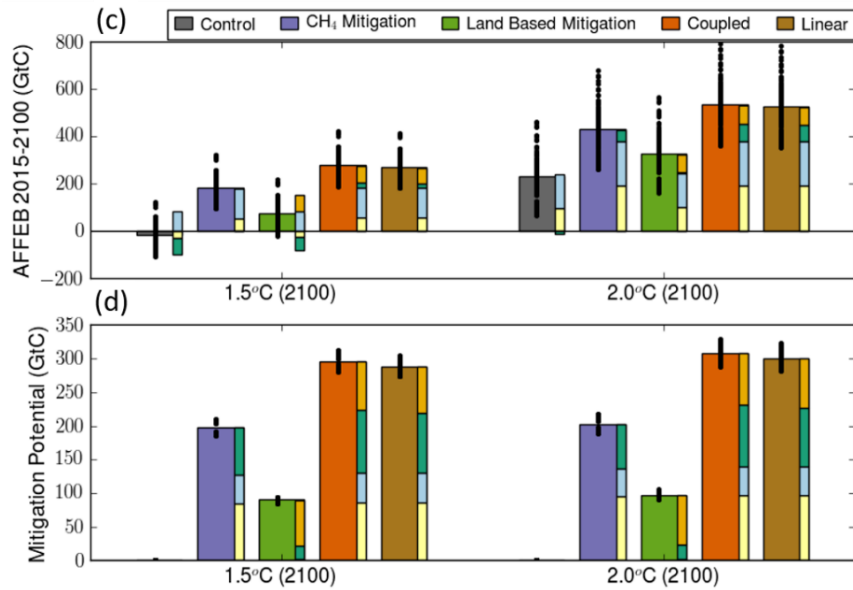 (c)
Control CH₄ Mitigation Land Based Mitigation Coupled Linear
AFFEB 2015-2100 (GtC)
800
600
400
200
0
−200
1.5°C (2100) 2.0°C (2100)
(d)
Mitigation Potential (GtC)
350
300
250
200
150
100
50
0
1.5°C (2100) 2.0°C (2100)